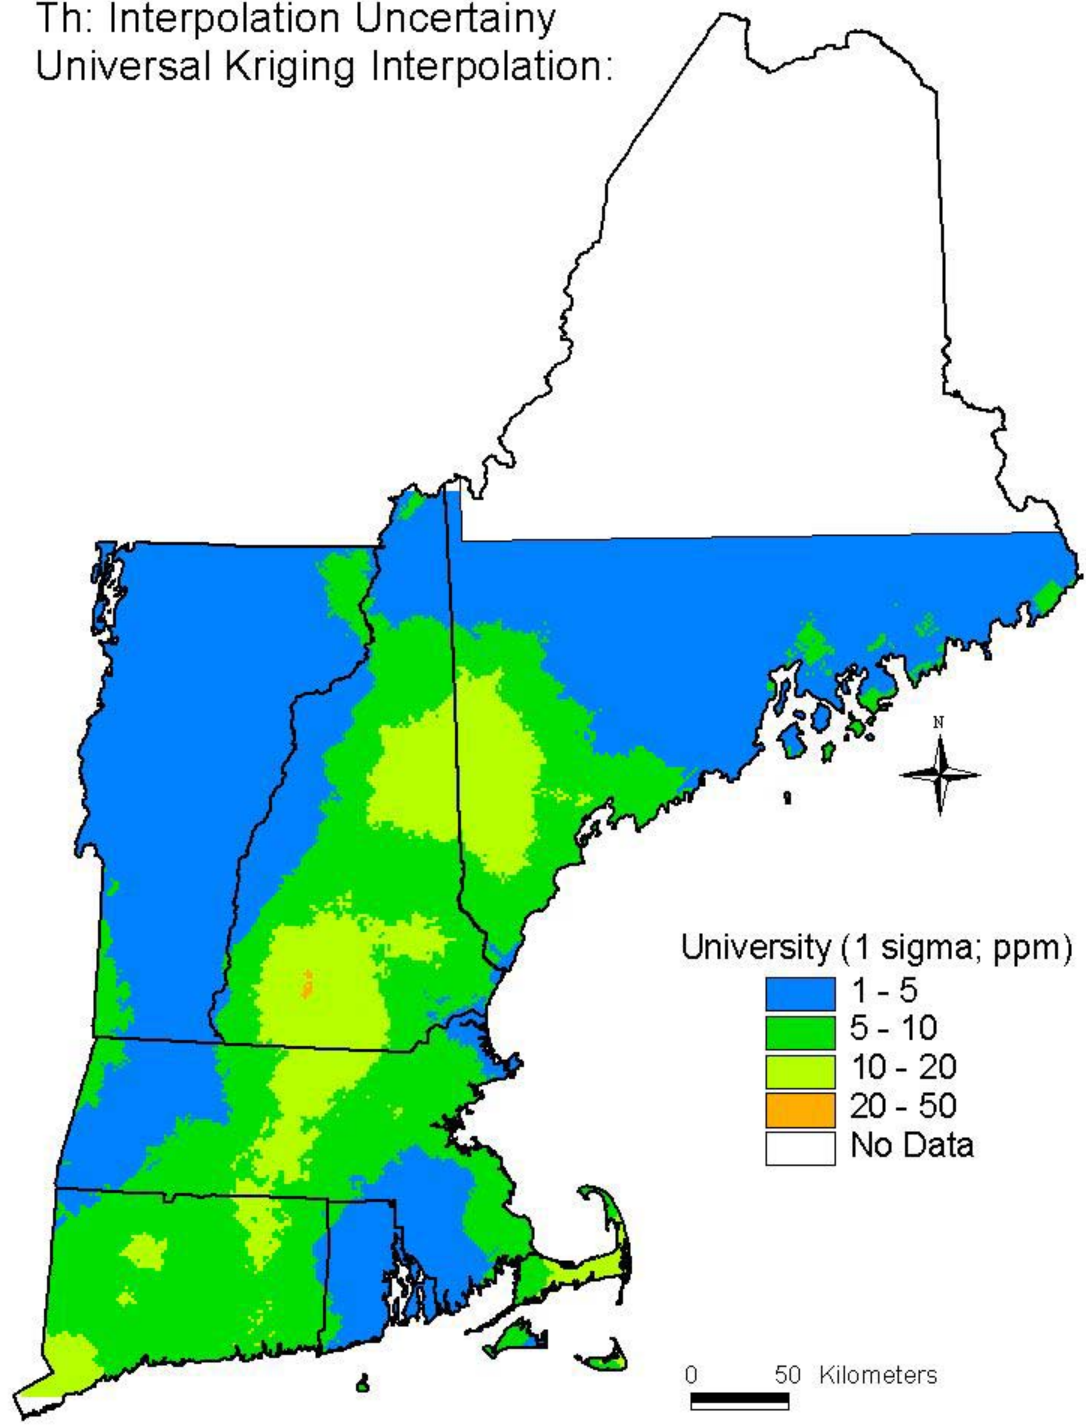 Th: Interpolation Uncertainy
Universal Kriging Interpolation:
N
University (1 sigma; ppm)
1 - 5
5 - 10
10 - 20
20 - 50
No Data
0 50 Kilometers